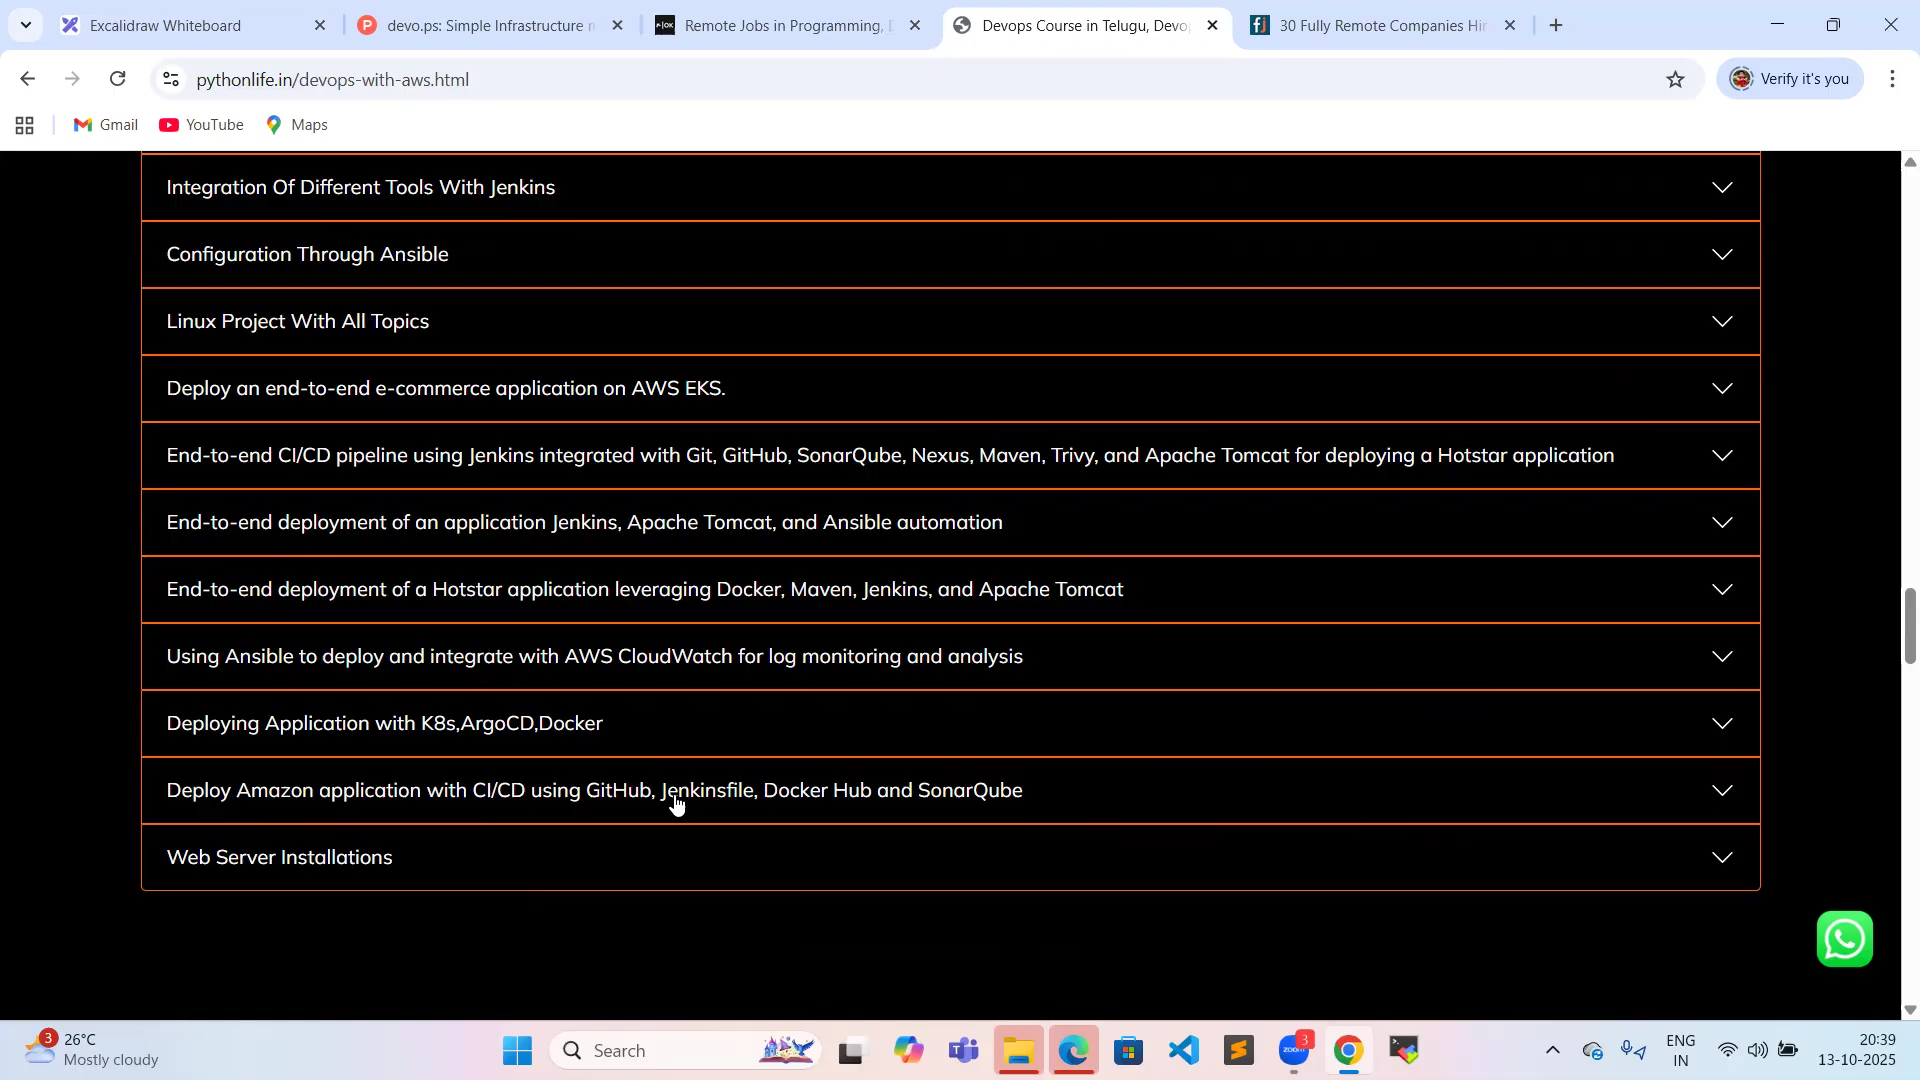 Excalidraw Whiteboard
devo.ps: Simple Infrastructure
Remote Jobs in Programming,
Devops Course in Telugu, Devo
30 Fully Remote Companies Hir
pythonlife.in/devops-with-aws.html
Verify it's you
Gmail
YouTube
Maps
Integration Of Different Tools With Jenkins
Configuration Through Ansible
Linux Project With All Topics
Deploy an end-to-end e-commerce application on AWS EKS.
End-to-end CI/CD pipeline using Jenkins integrated with Git, GitHub, SonarQube, Nexus, Maven, Trivy, and Apache Tomcat for deploying a Hotstar application
End-to-end deployment of an application Jenkins, Apache Tomcat, and Ansible automation
End-to-end deployment of a Hotstar application leveraging Docker, Maven, Jenkins, and Apache Tomcat
Using Ansible to deploy and integrate with AWS CloudWatch for log monitoring and analysis
Deploying Application with K8s,ArgoCD,Docker
Deploy Amazon application with CI/CD using GitHub, Jenkinsfile, Docker Hub and SonarQube
Web Server Installations
3
26°C
Mostly cloudy
Search
zoom
3
ENG
IN
20:39
13-10-2025